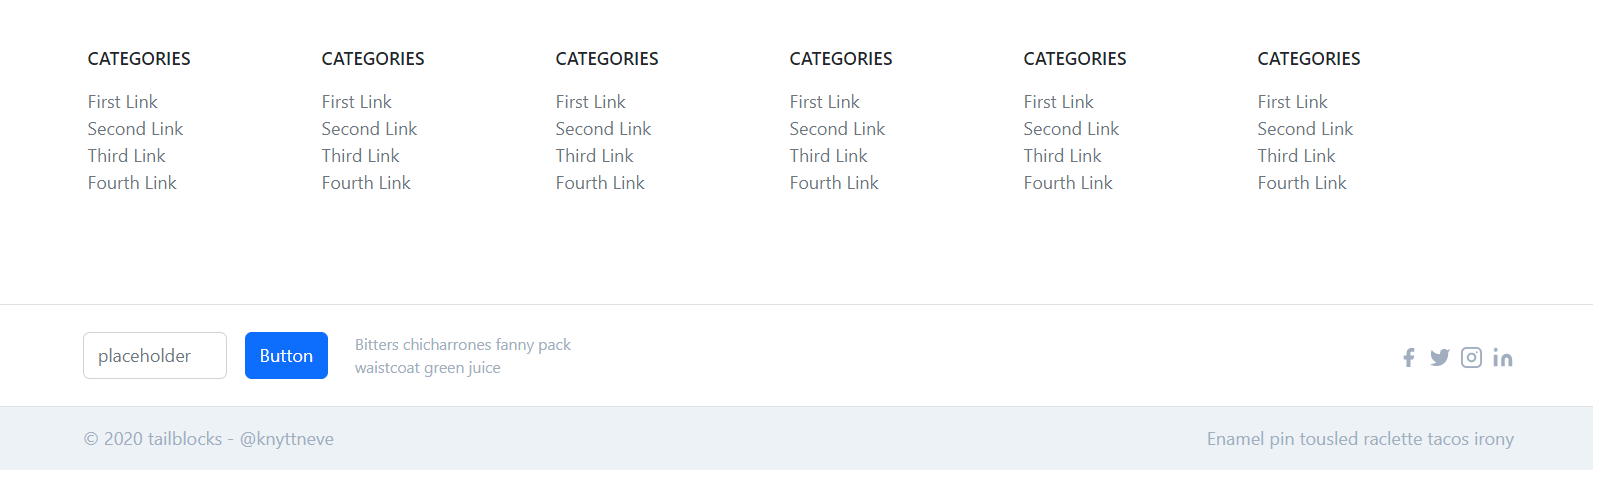 CATEGORIES
First Link
Second Link
Third Link
Fourth Link
CATEGORIES
First Link
Second Link
Third Link
Fourth Link
CATEGORIES
First Link
Second Link
Third Link
Fourth Link
CATEGORIES
First Link
Second Link
Third Link
Fourth Link
CATEGORIES
First Link
Second Link
Third Link
Fourth Link
CATEGORIES
First Link
Second Link
Third Link
Fourth Link
placeholder
Button
Bitters chicharrones fanny pack
waistcoat green juice
© 2020 tailblocks - @knyttneve
Enamel pin tousled raclette tacos irony